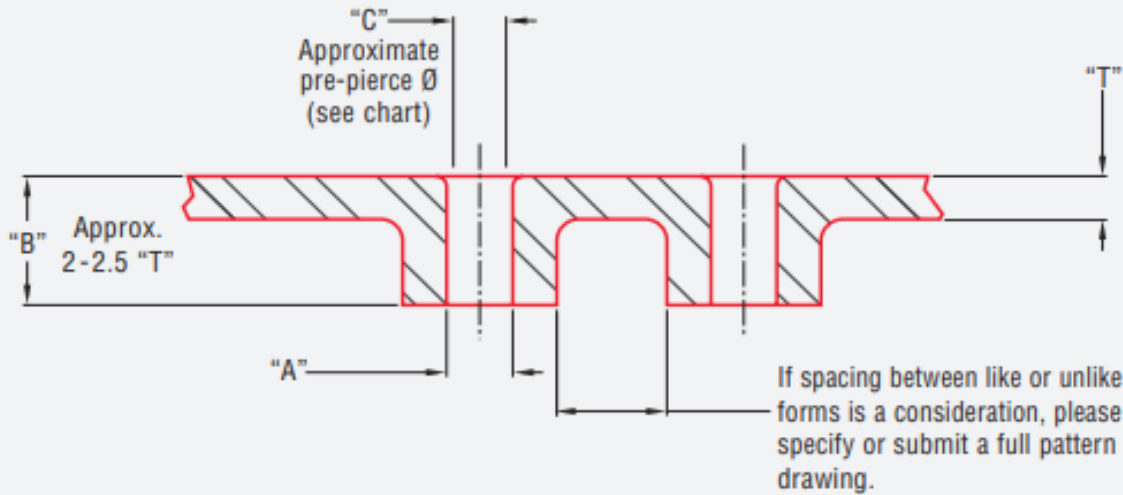 “C”
Approximate
pre-pierce Ø
(see chart)
“T”
“B”
Approx.
2-2.5 “T”
“A”
If spacing between like or unlike
forms is a consideration, please
specify or submit a full pattern
drawing.